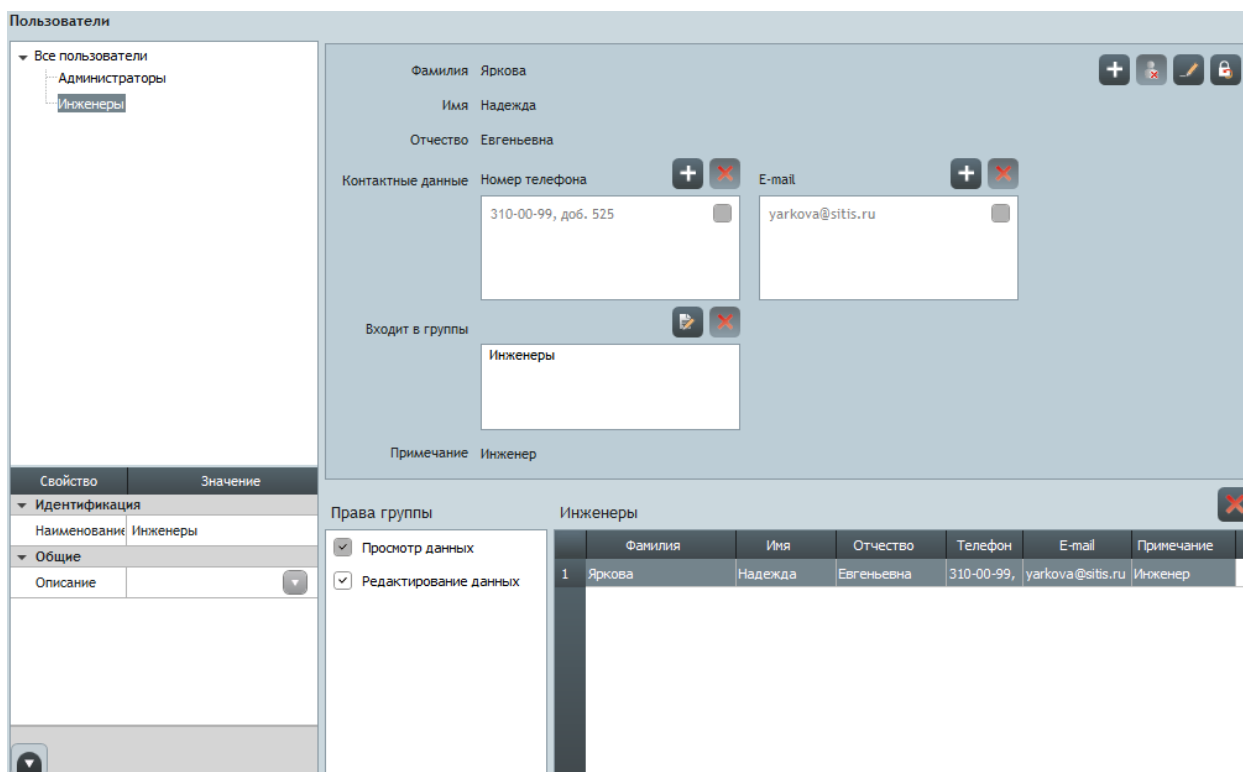 Пользователи
Все пользователи
Администраторы
Инженеры
Фамилия Яркова
Имя Надежда
Отчество Евгеньевна
Контактные данные Номер телефона E-mail
310-00-99, доб. 525 yarkova@sitis.ru
Входит в группы
Инженеры
Примечание Инженер
Свойство Значение
Идентификация
Наименование Инженеры
Общие
Описание
Права группы
Просмотр данных
Редактирование данных
Инженеры
Фамилия Имя Отчество Телефон E-mail Примечание
1 Яркова Надежда Евгеньевна 310-00-99, yarkova@sitis.ru Инженер